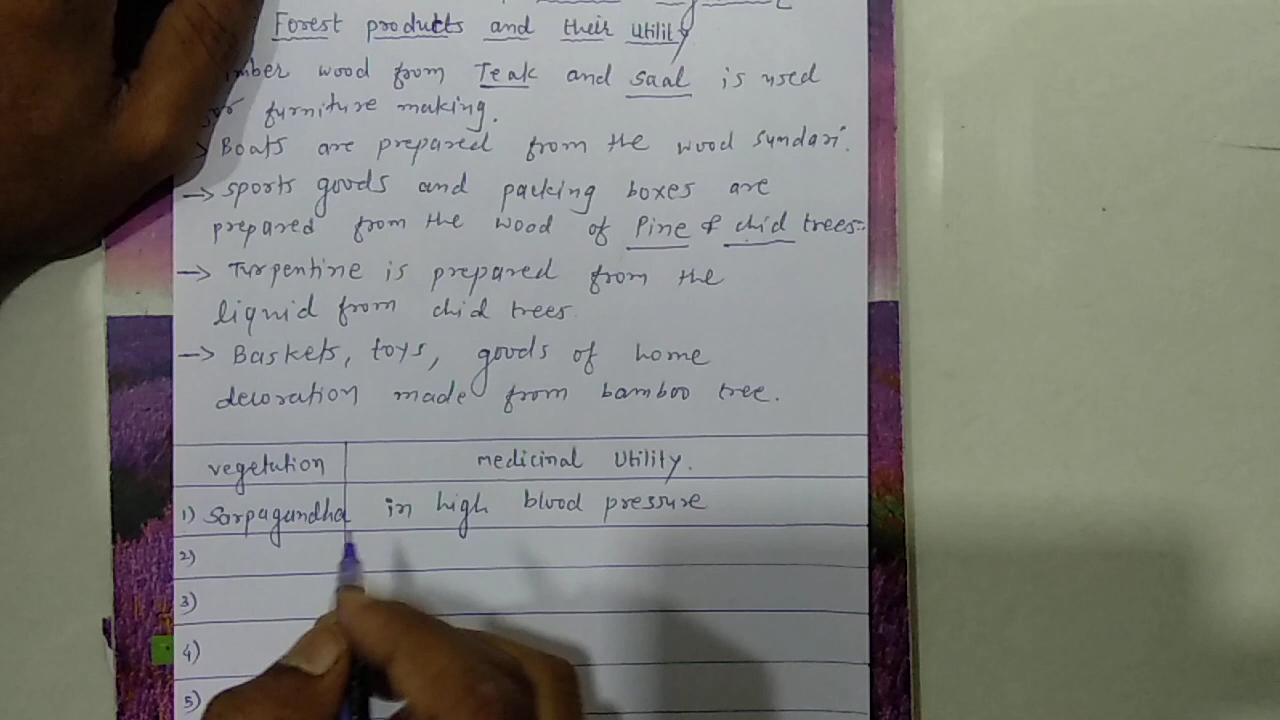 Forest products and their utility
imber wood from Teak and saal is used
for furniture making.
Boats are prepared from the wood sundari.
→ sports goods and packing boxes are
prepared from the wood of Pine & chid trees.
→ Turpentine is prepared from the
liquid from chid trees.
→ Baskets, toys, goods of home
decoration made from bamboo tree.
vegetation medicinal Utility.
1) Sarpagandha in high blood pressure
2)
3)
4)
5)